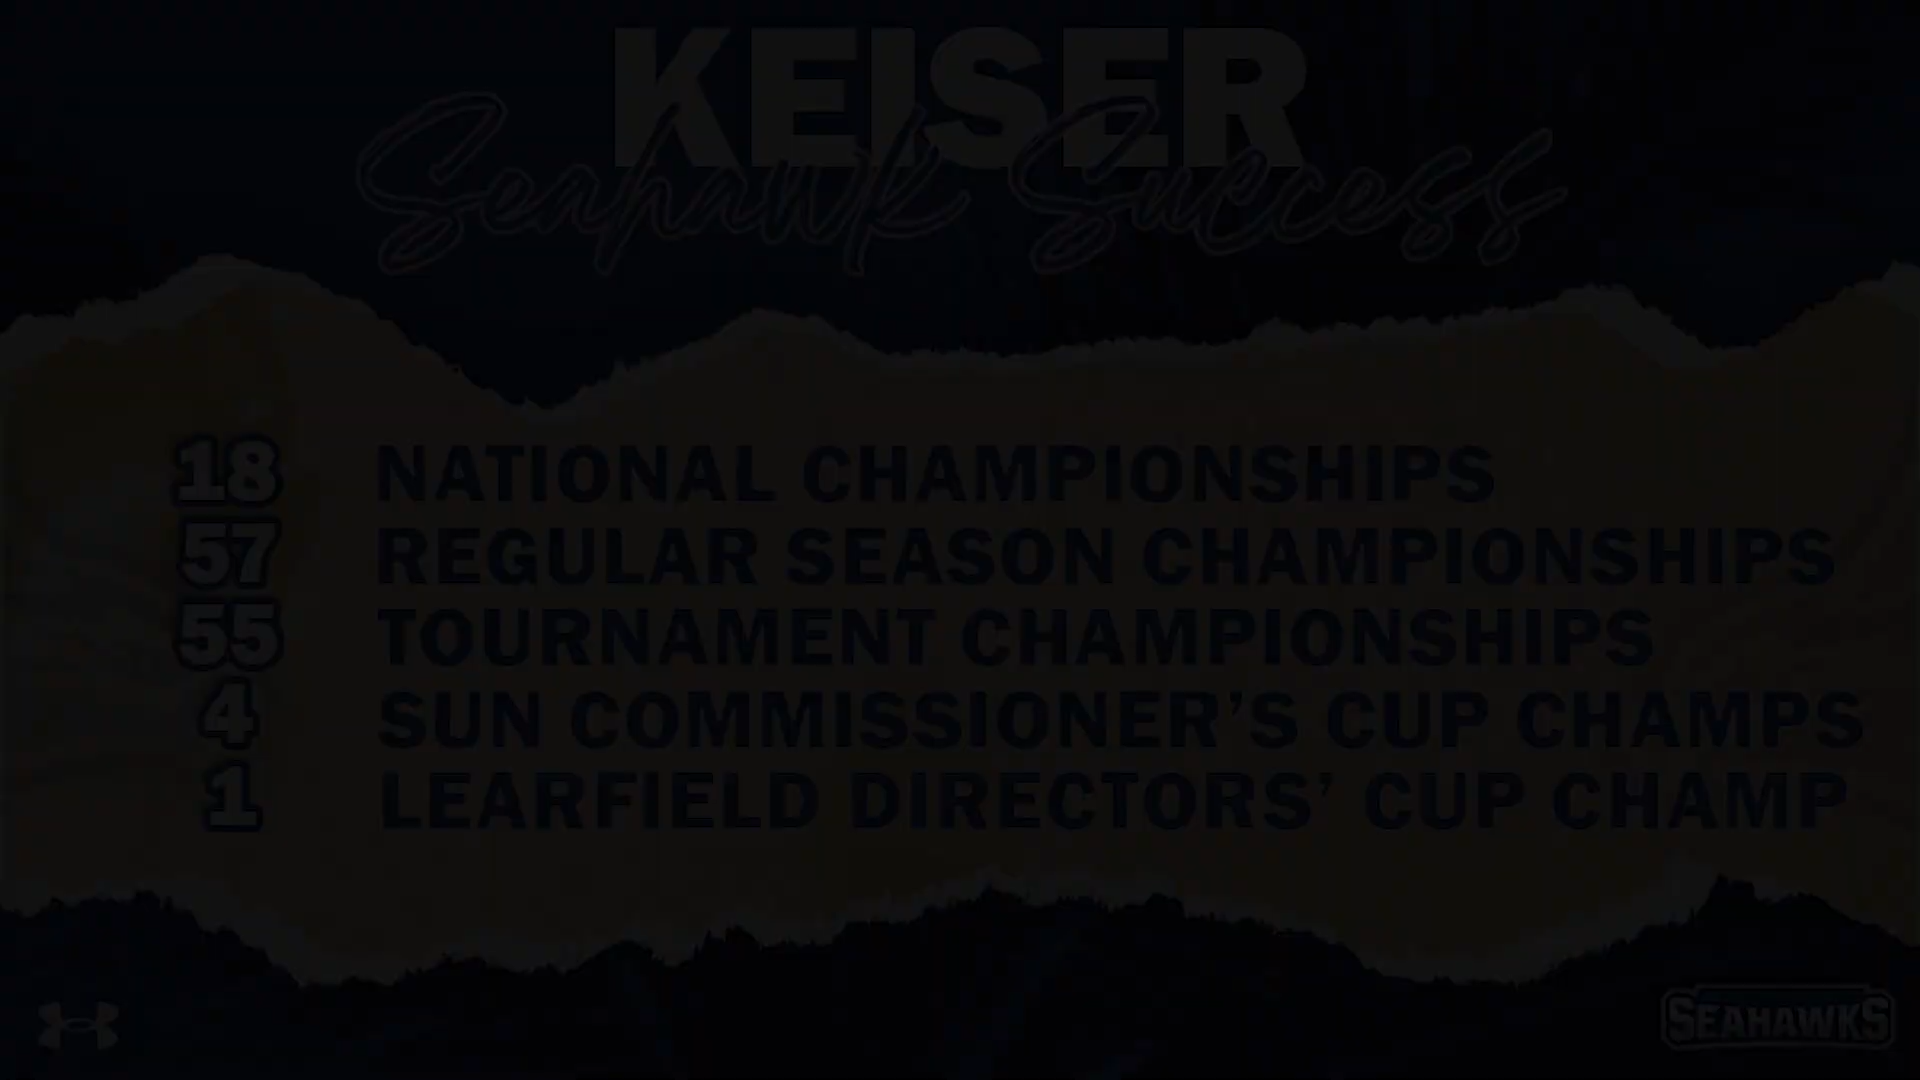 KEISER
Seahawk Success
18 NATIONAL CHAMPIONSHIPS
57 REGULAR SEASON CHAMPIONSHIPS
55 TOURNAMENT CHAMPIONSHIPS
4 SUN COMMISSIONER’S CUP CHAMPS
1 LEARFIELD DIRECTORS’ CUP CHAMP
SEAHAWKS